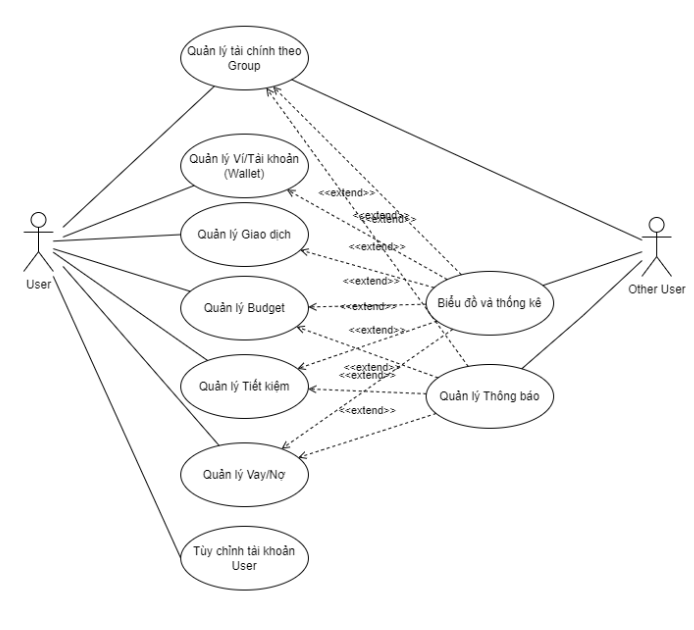 Quản lý tài chính theo
Group
Quản lý Ví/Tài khoản
(Wallet)
<<extend>>
<<extend>>
<<extend>>
Quản lý Giao dịch
<<extend>>
User
Other User
<<extend>>
Biểu đồ và thống kê
Quản lý Budget
<<extend>>
<<extend>>
<<extend>>
<<extend>>
Quản lý Tiết kiệm
Quản lý Thông báo
<<extend>>
Quản lý Vay/Nợ
Tùy chỉnh tài khoản
User